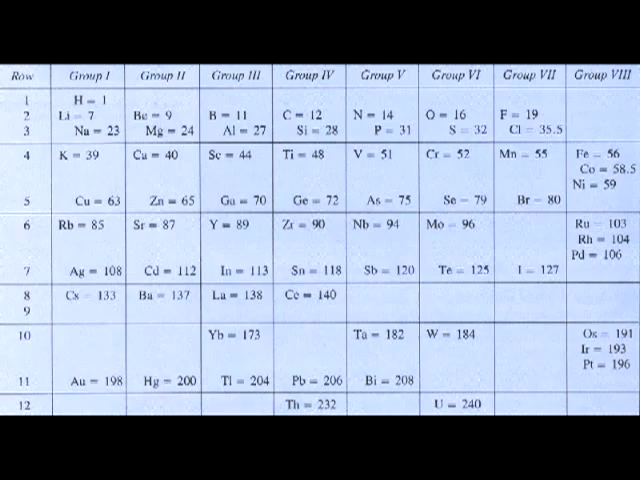 Row Group I Group II Group III Group IV Group V Group VI Group VII Group VIII
1 H = 1
2 Li = 7 Be = 9 B = 11 C = 12 N = 14 O = 16 F = 19
3 Na = 23 Mg = 24 Al = 27 Si = 28 P = 31 S = 32 Cl = 35.5
4 K = 39 Ca = 40 Sc = 44 Ti = 48 V = 51 Cr = 52 Mn = 55 Fe = 56
Co = 58.5
Ni = 59
5 Cu = 63 Zn = 65 Ga = 70 Ge = 72 As = 75 Se = 79 Br = 80
6 Rb = 85 Sr = 87 Y = 89 Zr = 90 Nb = 94 Mo = 96 Ru = 103
Rh = 104
Pd = 106
7 Ag = 108 Cd = 112 In = 113 Sn = 118 Sb = 120 Te = 125 I = 127
8 Cs = 133 Ba = 137 La = 138 Ce = 140
9
10 Yb = 173 Ta = 182 W = 184 Os = 191
Ir = 193
Pt = 196
11 Au = 198 Hg = 200 Tl = 204 Pb = 206 Bi = 208
12 Th = 232 U = 240